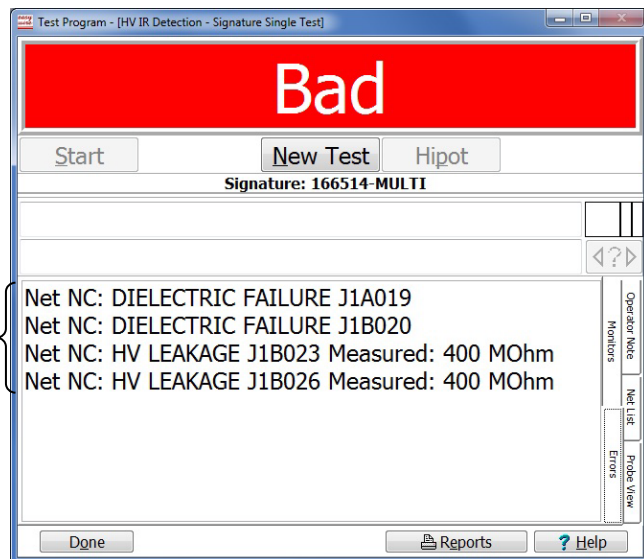 Test Program - [HV IR Detection - Signature Single Test]
Bad
Start
New Test
Hipot
Signature: 166514-MULTI
?
Net NC: DIELECTRIC FAILURE J1A019
Net NC: DIELECTRIC FAILURE J1B020
Net NC: HV LEAKAGE J1B023 Measured: 400 MOhm
Net NC: HV LEAKAGE J1B026 Measured: 400 MOhm
Monitors
Errors
Operator Note
Net List
Probe View
Done
Reports
? Help